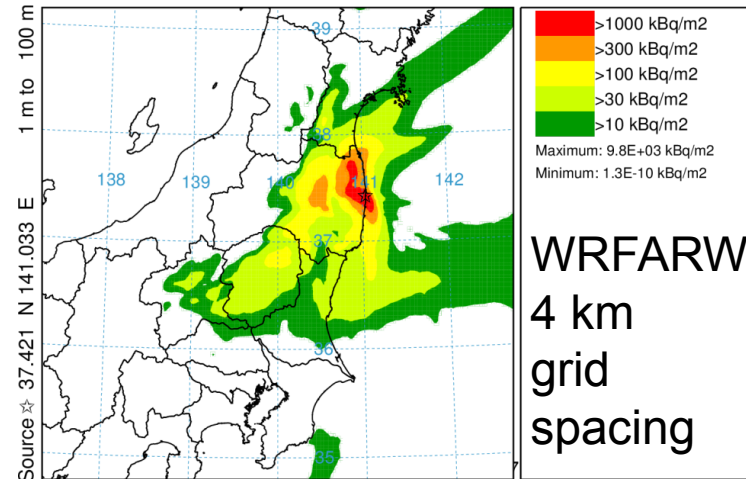 Source ☆ 37.421 N 141.033 E 1 m to 100 m
39
38
138 139 140 141 142
37
36
35
>1000 kBq/m2
>300 kBq/m2
>100 kBq/m2
>30 kBq/m2
>10 kBq/m2
Maximum: 9.8E+03 kBq/m2
Minimum: 1.3E-10 kBq/m2
WRFARW
4 km
grid
spacing